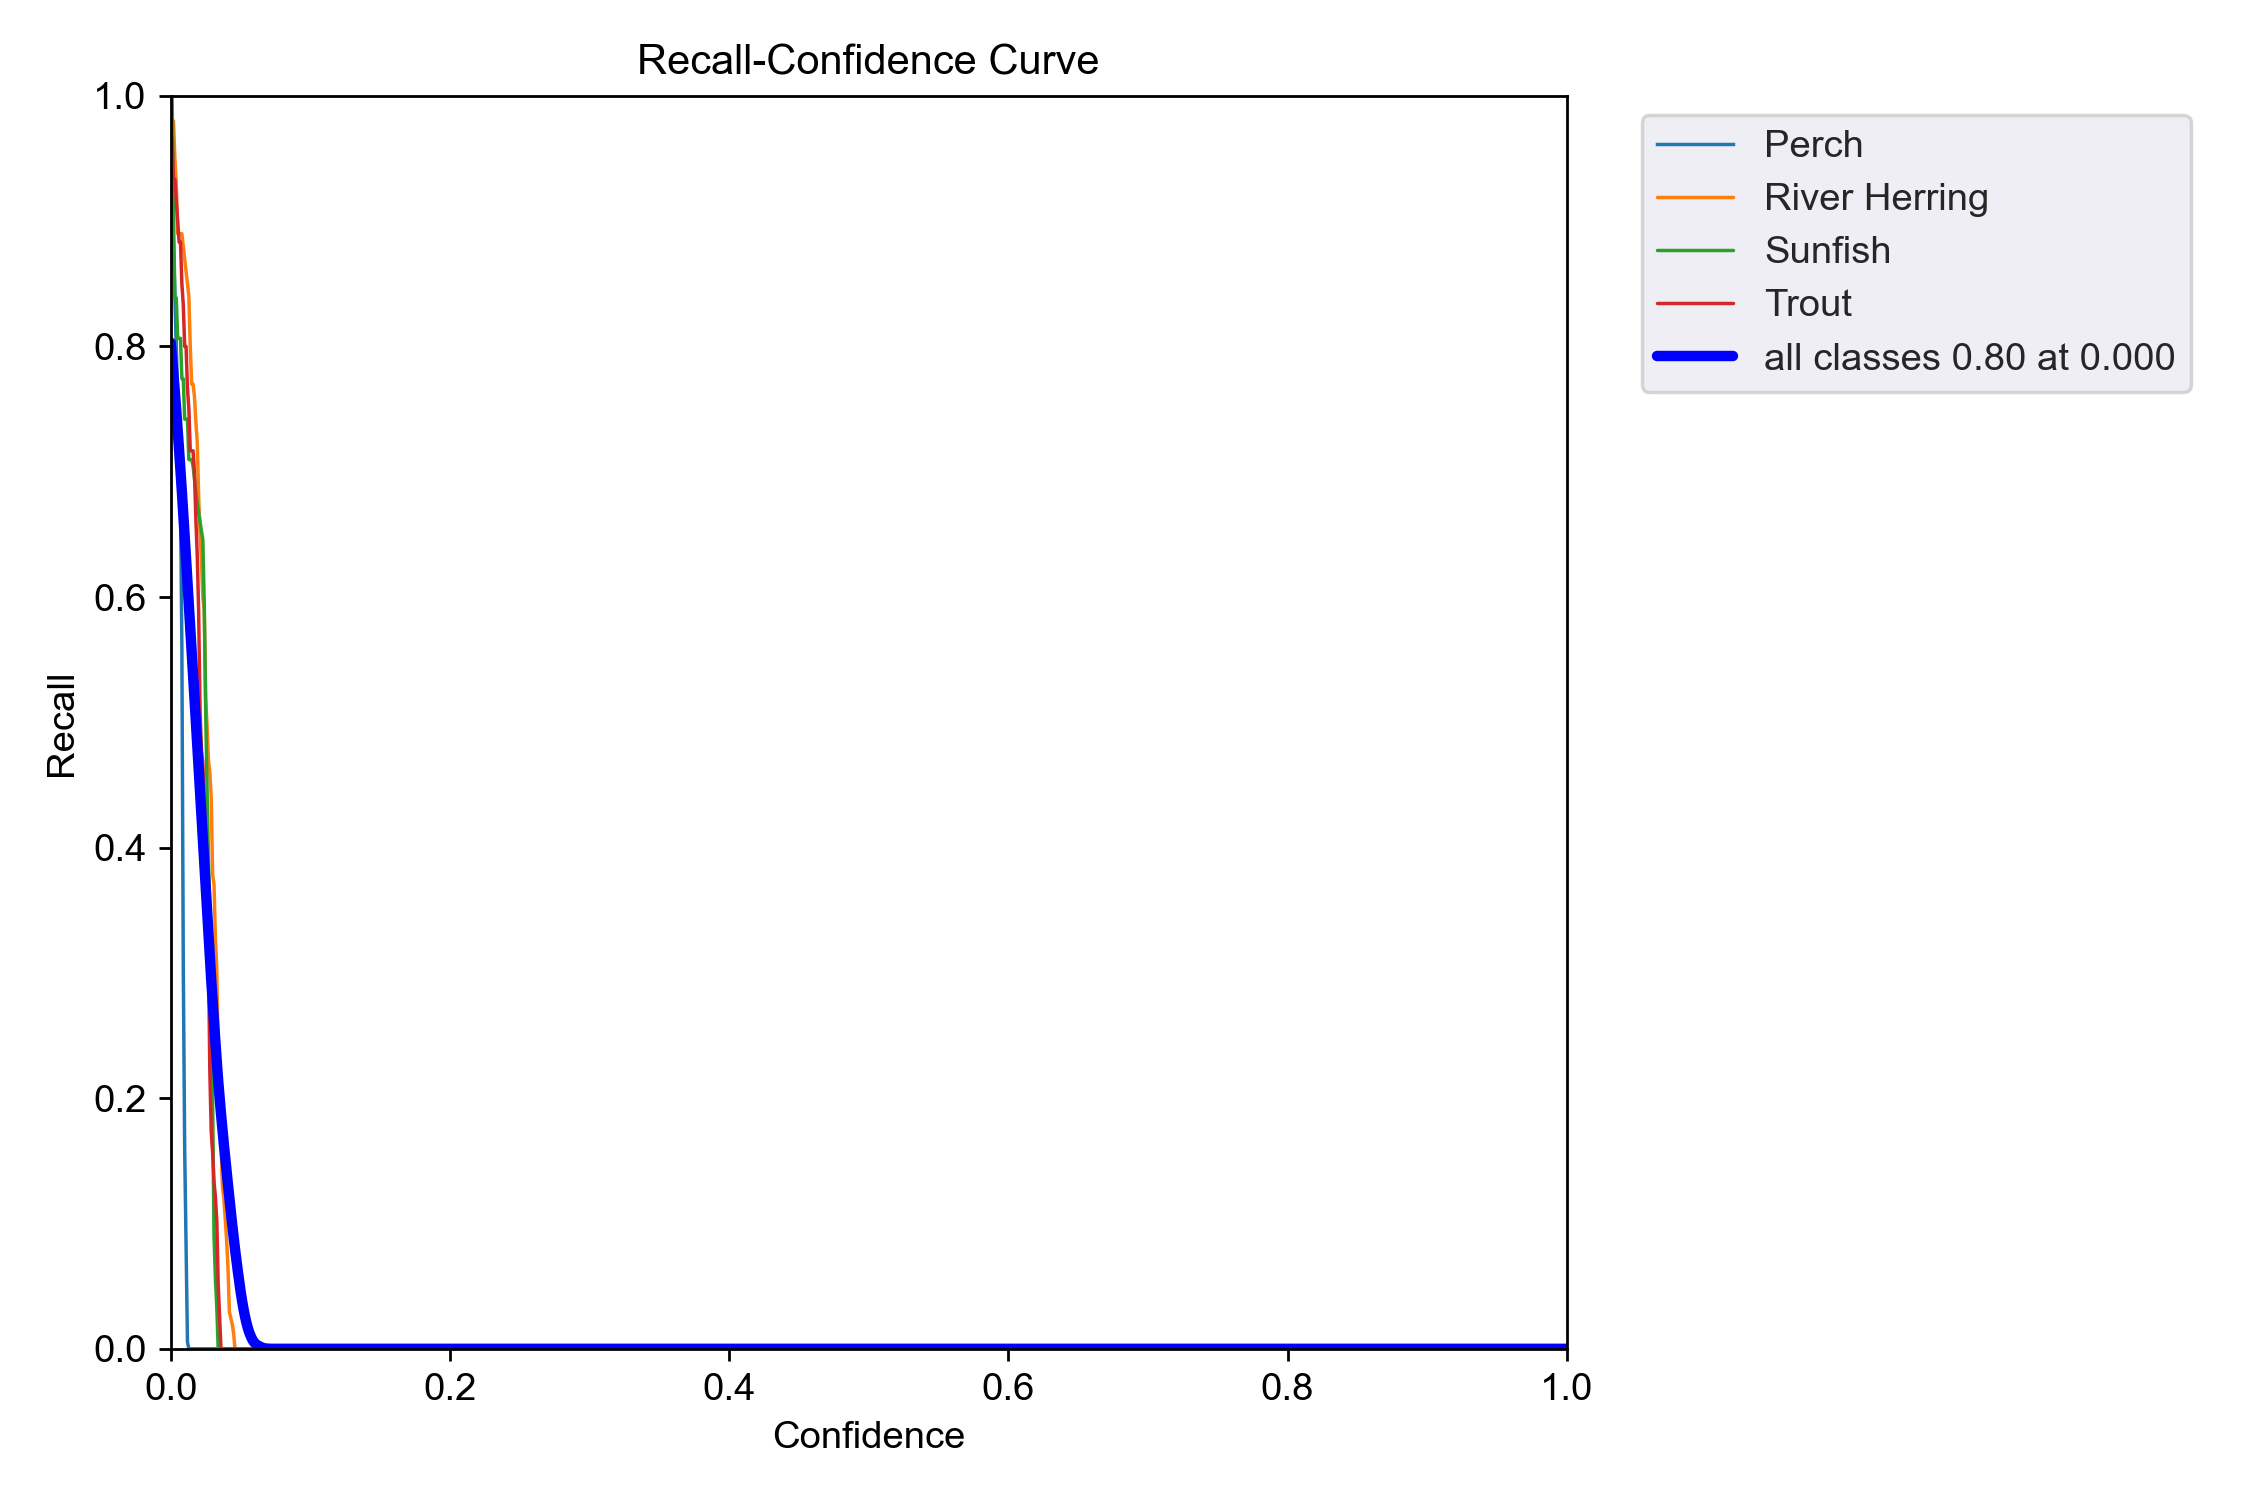 Recall-Confidence Curve
1.0
0.8
0.6
0.4
0.2
0.0
Recall
0.0 0.2 0.4 0.6 0.8 1.0
Confidence
Perch
River Herring
Sunfish
Trout
all classes 0.80 at 0.000